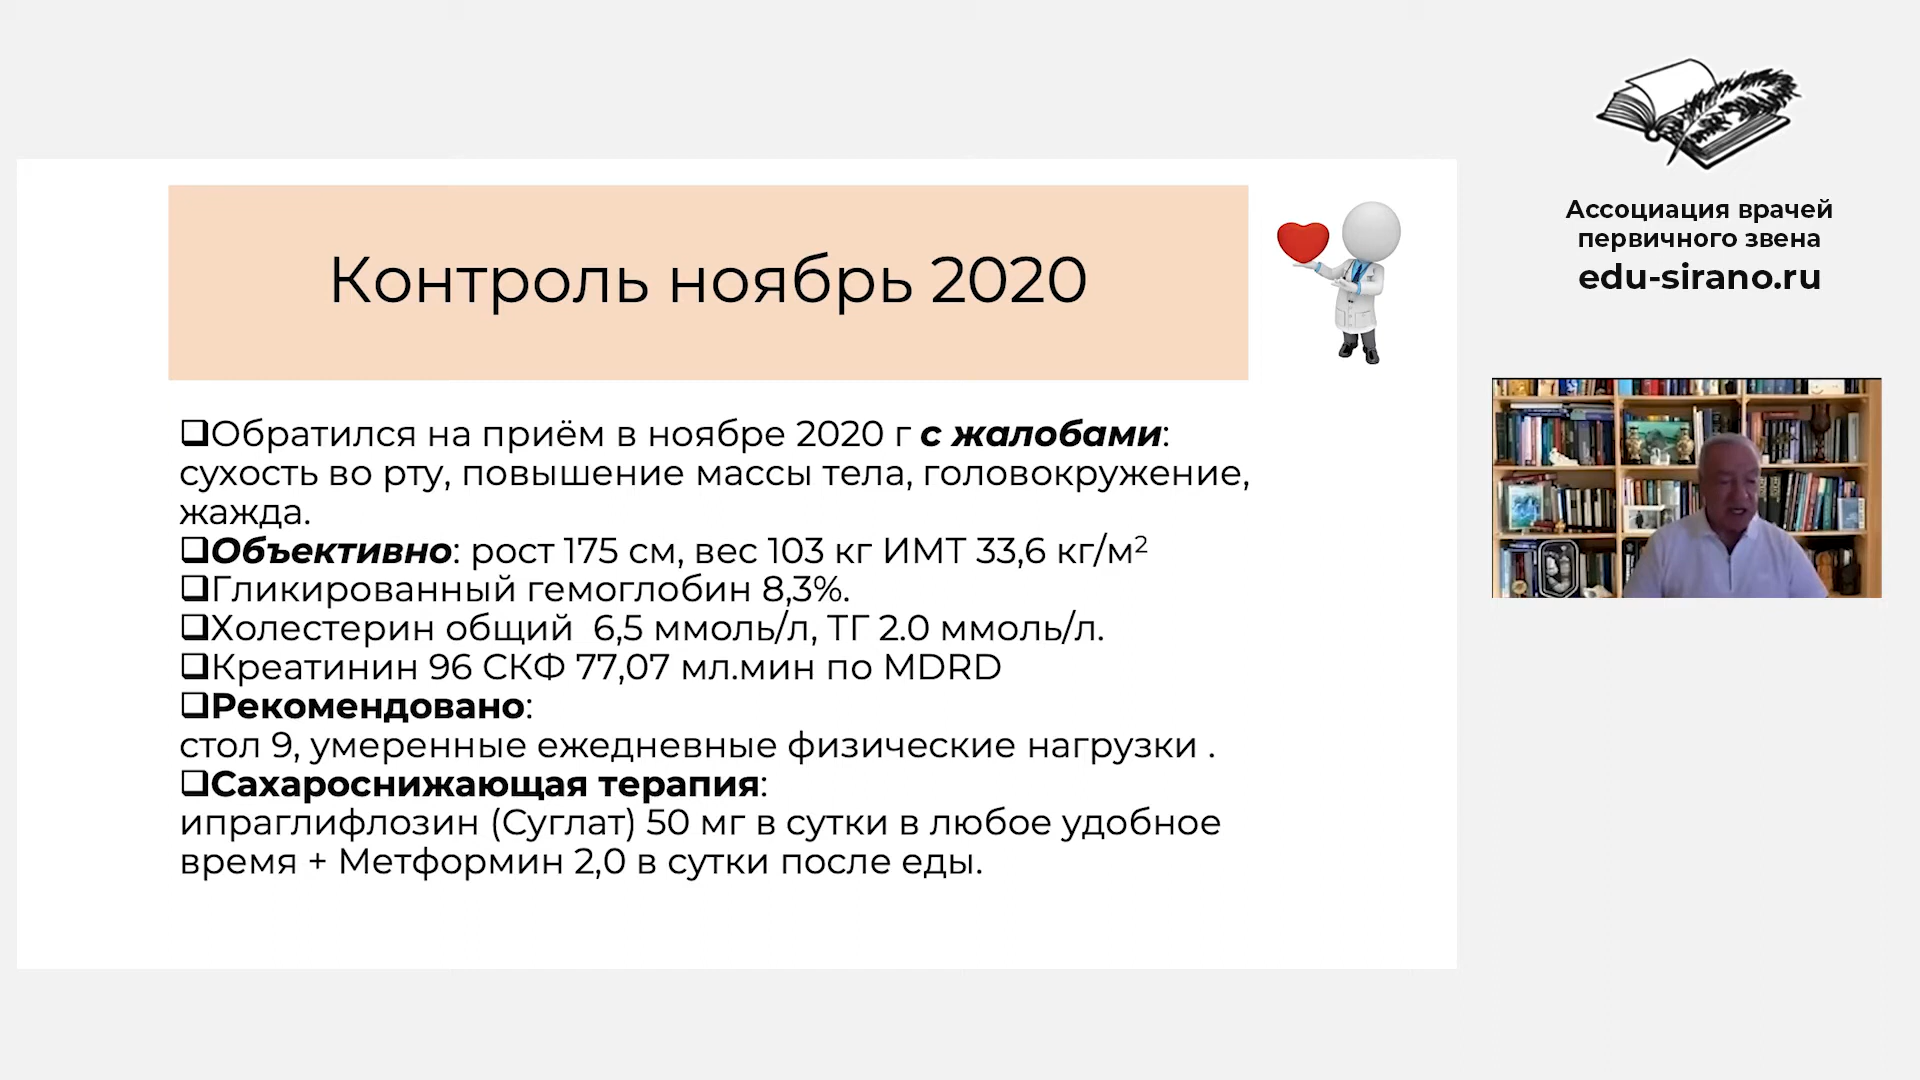 Контроль ноябрь 2020
❑Обратился на приём в ноябре 2020 г с жалобами:
сухость во рту, повышение массы тела, головокружение,
жажда.
❑Объективно: рост 175 см, вес 103 кг ИМТ 33,6 кг/м²
❑Гликированный гемоглобин 8,3%.
❑Холестерин общий  6,5 ммоль/л, ТГ 2.0 ммоль/л.
❑Креатинин 96 СКФ 77,07 мл.мин по MDRD
❑Рекомендовано:
стол 9, умеренные ежедневные физические нагрузки .
❑Сахароснижающая терапия:
ипраглифлозин (Суглат) 50 мг в сутки в любое удобное
время + Метформин 2,0 в сутки после еды.
Ассоциация врачей
первичного звена
edu-sirano.ru